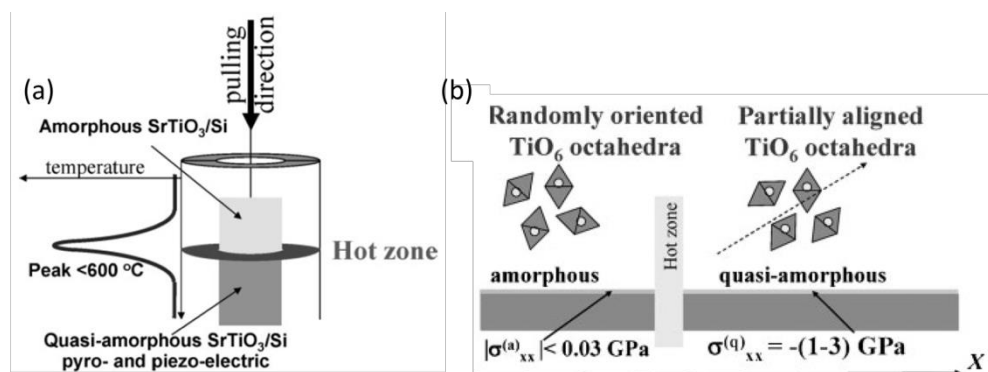 (a)
pulling
direction
Amorphous SrTiO₃/Si
temperature
Hot zone
Peak <600 °C
Quasi-amorphous SrTiO₃/Si
pyro- and piezo-electric
(b)
Randomly oriented
TiO₆ octahedra
Partially aligned
TiO₆ octahedra
Hot zone
amorphous
quasi-amorphous
|σ⁽ᵃ⁾ₓₓ|< 0.03 GPa
σ⁽q⁾ₓₓ = -(1-3) GPa
X